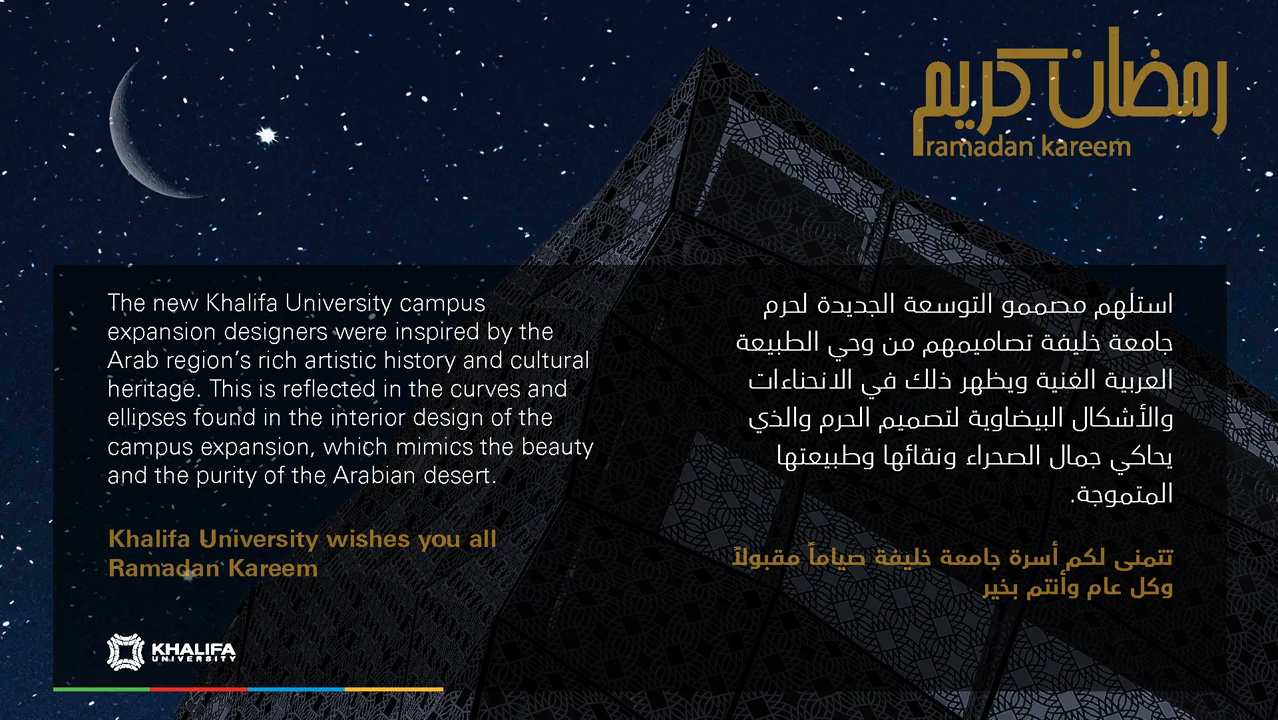 رمضان كريم
ramadan kareem
The new Khalifa University campus
expansion designers were inspired by the
Arab region's rich artistic history and cultural
heritage. This is reflected in the curves and
ellipses found in the interior design of the
campus expansion, which mimics the beauty
and the purity of the Arabian desert.
Khalifa University wishes you all
Ramadan Kareem
استلهم مصممو التوسعة الجديدة لحرم
جامعة خليفة تصاميمهم من وحي الطبيعة
العربية الغنية ويظهر ذلك في الانحناءات
والأشكال البيضاوية لتصميم الحرم والذي
يحاكي جمال الصحراء ونقائها وطبيعتها
المتموجة.
تتمنى لكم أسرة جامعة خليفة صياماً مقبولاً
وكل عام وأنتم بخير
KHALIFA
UNIVERSITY